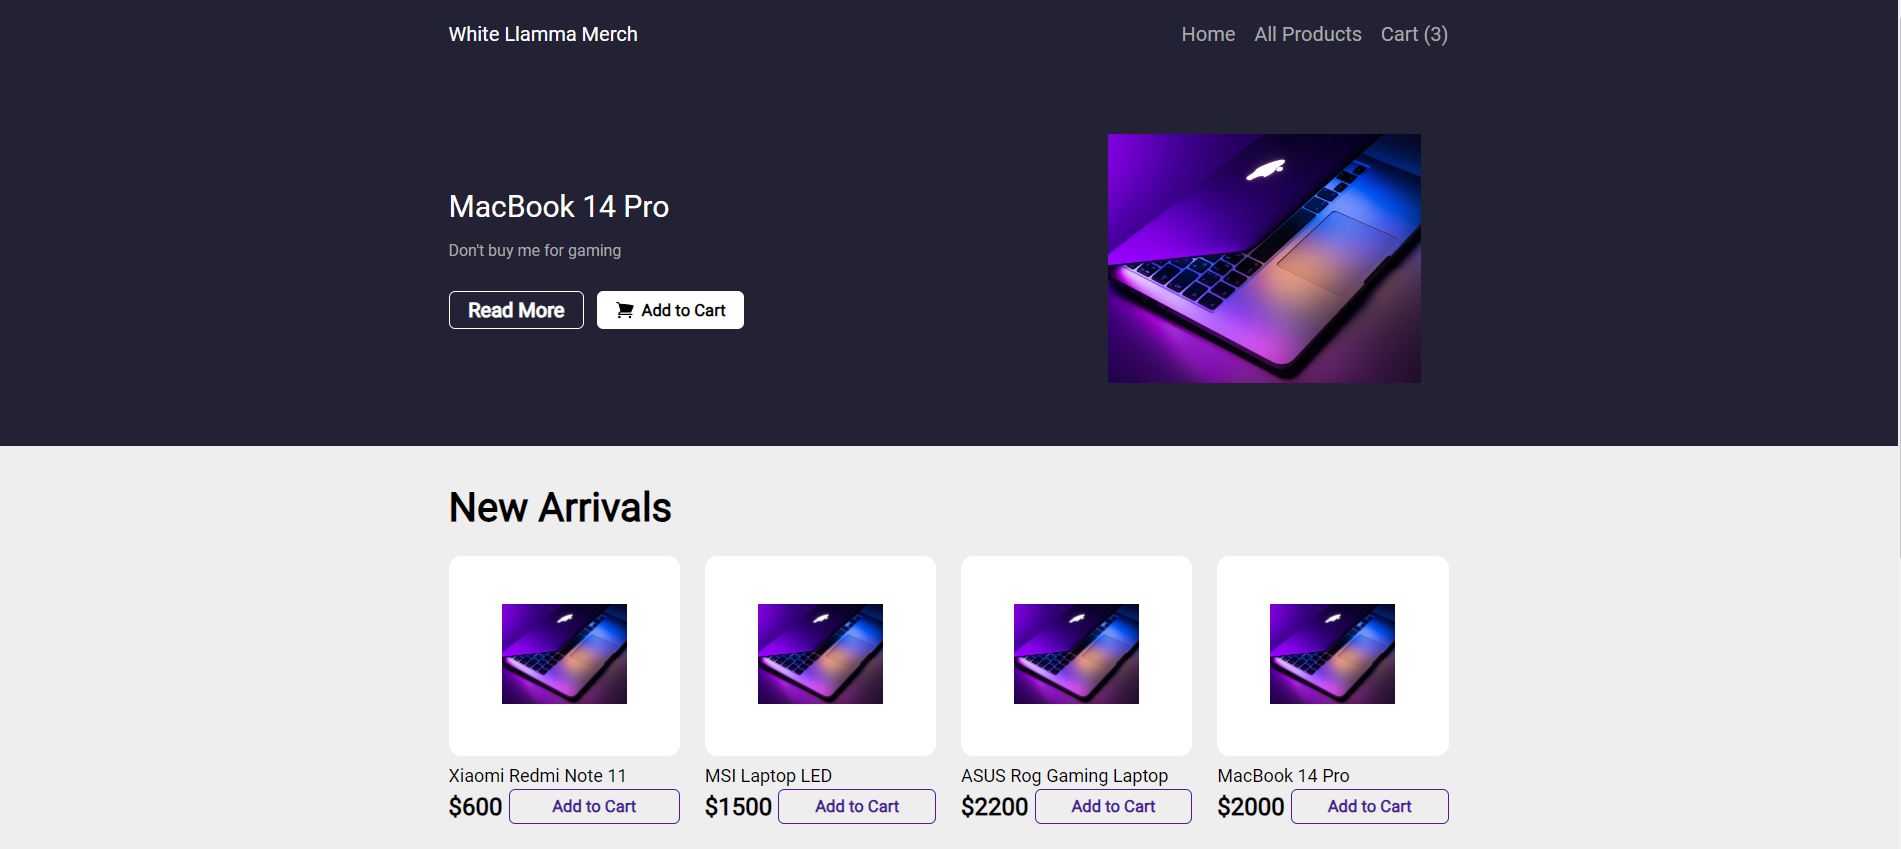 White Llamma Merch
Home All Products Cart (3)
MacBook 14 Pro
Don't buy me for gaming
Read More Add to Cart
New Arrivals
Xiaomi Redmi Note 11
$600 Add to Cart
MSI Laptop LED
$1500 Add to Cart
ASUS Rog Gaming Laptop
$2200 Add to Cart
MacBook 14 Pro
$2000 Add to Cart